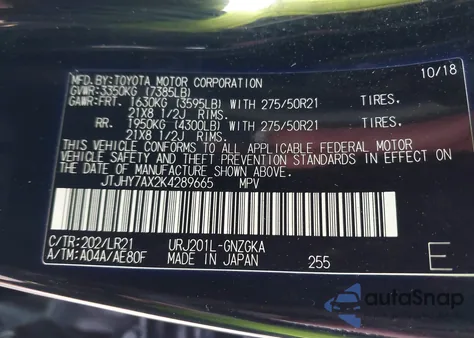 MFD.BY:TOYOTA MOTOR CORPORATION 10/18
GVWR:3350KG (7385LB)
GAWR:FRT. 1630KG (3595LB) WITH 275/50R21 TIRES.
21X8 1/2J RIMS.
RR. 1950KG (4300LB) WITH 275/50R21 TIRES.
21X8 1/2J RIMS.
THIS VEHICLE CONFORMS TO ALL APPLICABLE FEDERAL MOTOR
VEHICLE SAFETY AND THEFT PREVENTION STANDARDS IN EFFECT ON
THE DATE OF MANUFACTURE SHOWN ABOVE.
JTJHY7AX2K4289665 MPV
C/TR:202/LR21 URJ201L-GNZGKA
A/TM:A04A/AE80F MADE IN JAPAN 255 E
autoSnap